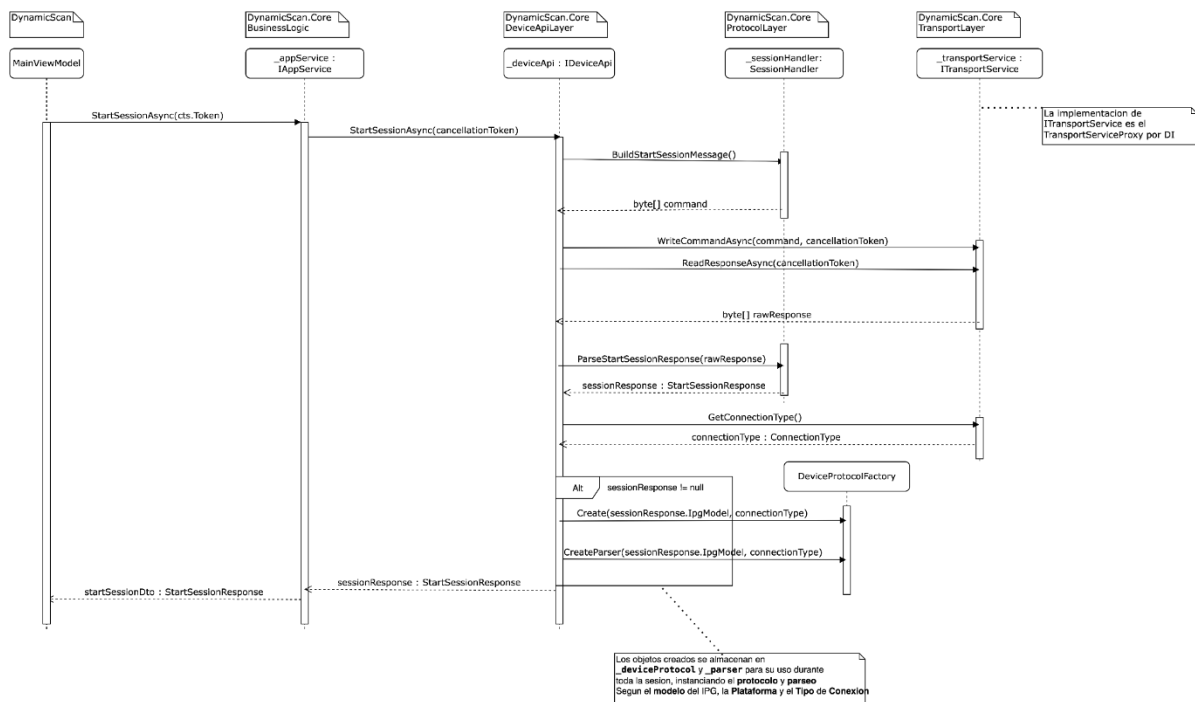 DynamicScan
DynamicScan.Core
BusinessLogic
DynamicScan.Core
DeviceApiLayer
DynamicScan.Core
ProtocolLayer
DynamicScan.Core
TransportLayer
MainViewModel
_appService :
IAppService
_deviceApi : IDeviceApi
_sessionHandler:
SessionHandler
_transportService :
ITransportService
La implementacion de
ITransportService es el
TransportServiceProxy por DI
StartSessionAsync(cts.Token)
StartSessionAsync(cancellationToken)
BuildStartSessionMessage()
byte[] command
WriteCommandAsync(command, cancellationToken)
ReadResponseAsync(cancellationToken)
byte[] rawResponse
ParseStartSessionResponse(rawResponse)
sessionResponse : StartSessionResponse
GetConnectionType()
connectionType : ConnectionType
DeviceProtocolFactory
Alt
sessionResponse != null
Create(sessionResponse.IpgModel, connectionType)
CreateParser(sessionResponse.IpgModel, connectionType)
sessionResponse : StartSessionResponse
startSessionDto : StartSessionResponse
Los objetos creados se almacenan en
_deviceProtocol y _parser para su uso durante
toda la sesion, instanciando el protocolo y parseo
Segun el modelo del IPG, la Plataforma y el Tipo de Conexion